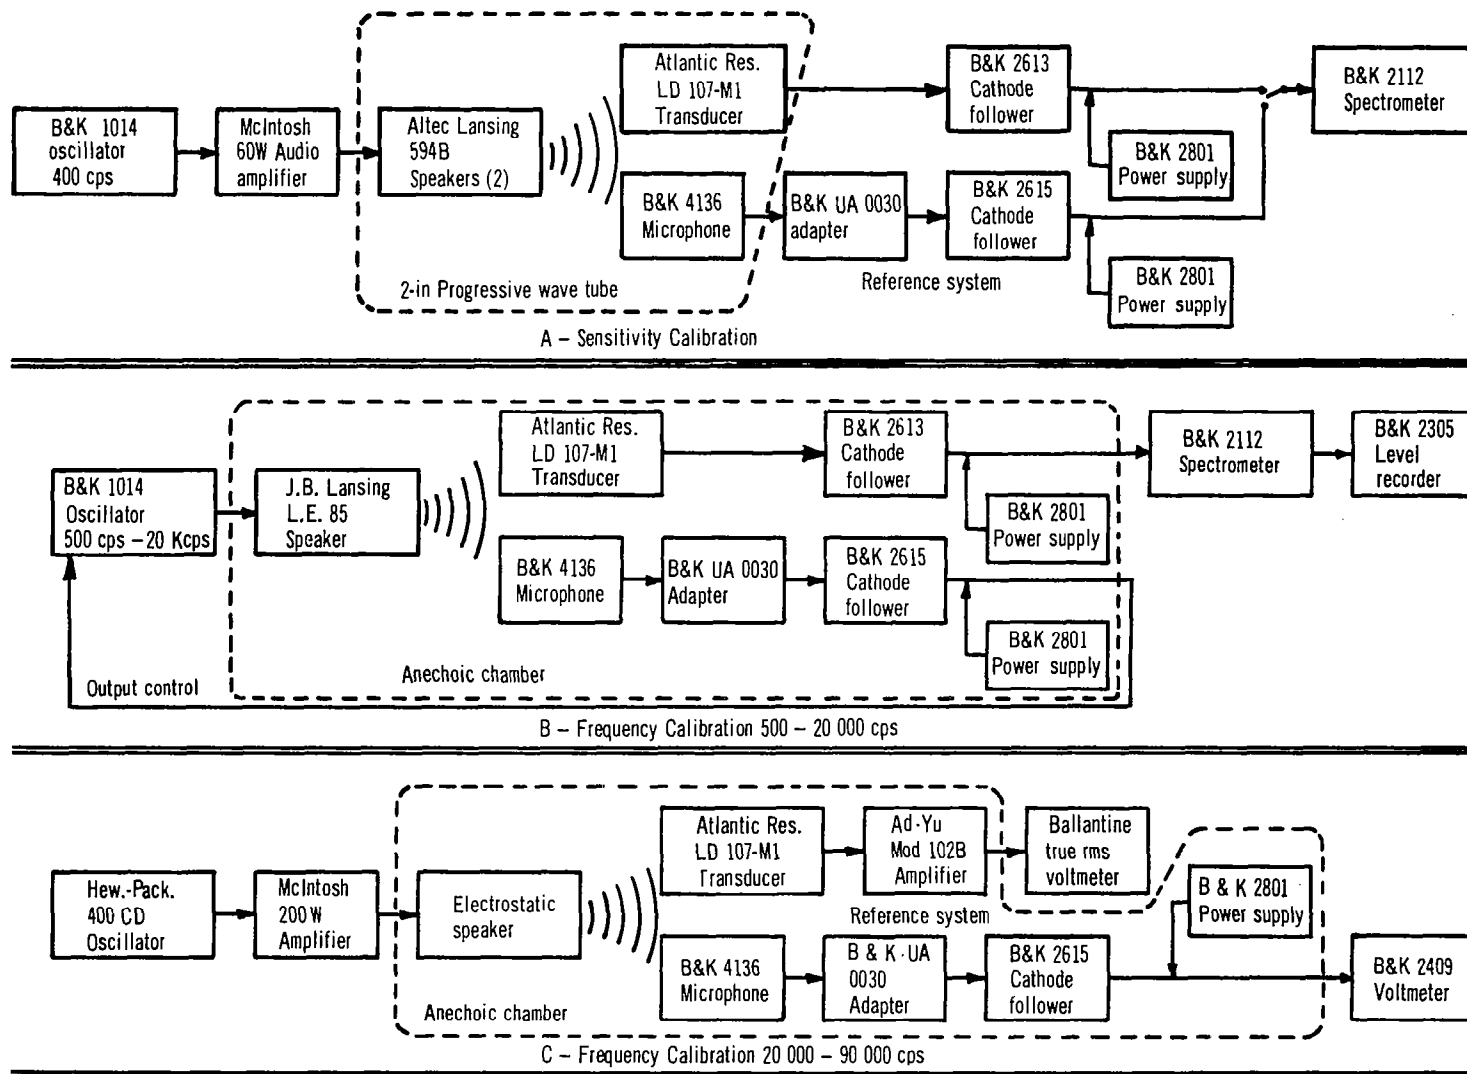 B&K 1014
oscillator
400 cps
McIntosh
60W Audio
amplifier
Altec Lansing
594B
Speakers (2)
Atlantic Res.
LD 107-M1
Transducer
B&K 4136
Microphone
2-in Progressive wave tube
B&K UA 0030
adapter
B&K 2613
Cathode
follower
B&K 2615
Cathode
follower
Reference system
B&K 2801
Power supply
B&K 2801
Power supply
B&K 2112
Spectrometer
A – Sensitivity Calibration
B&K 1014
Oscillator
500 cps – 20 Kcps
J.B. Lansing
L.E. 85
Speaker
Atlantic Res.
LD 107-M1
Transducer
B&K 4136
Microphone
B&K UA 0030
Adapter
B&K 2613
Cathode
follower
B&K 2615
Cathode
follower
B&K 2801
Power supply
B&K 2801
Power supply
B&K 2112
Spectrometer
B&K 2305
Level
recorder
Anechoic chamber
Output control
B – Frequency Calibration 500 – 20 000 cps
Hew.-Pack.
400 CD
Oscillator
McIntosh
200W
Amplifier
Electrostatic
speaker
Atlantic Res.
LD 107-M1
Transducer
Ad-Yu
Mod 102B
Amplifier
Ballantine
true rms
voltmeter
Reference system
B&K 4136
Microphone
B & K · UA
0030
Adapter
B&K 2615
Cathode
follower
B & K 2801
Power supply
B&K 2409
Voltmeter
Anechoic chamber
C – Frequency Calibration 20 000 – 90 000 cps